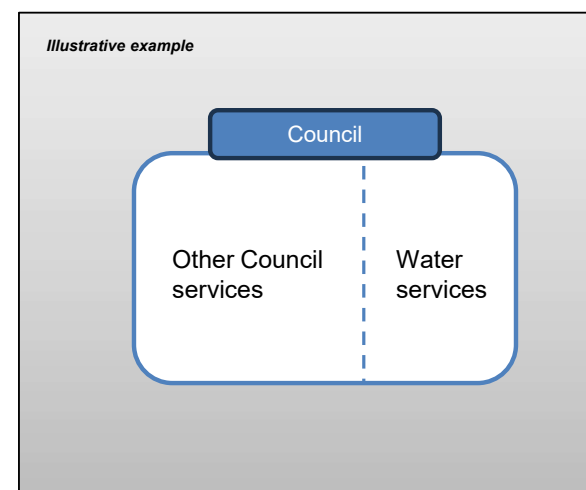 Illustrative example
Council
Other Council
services
Water
services